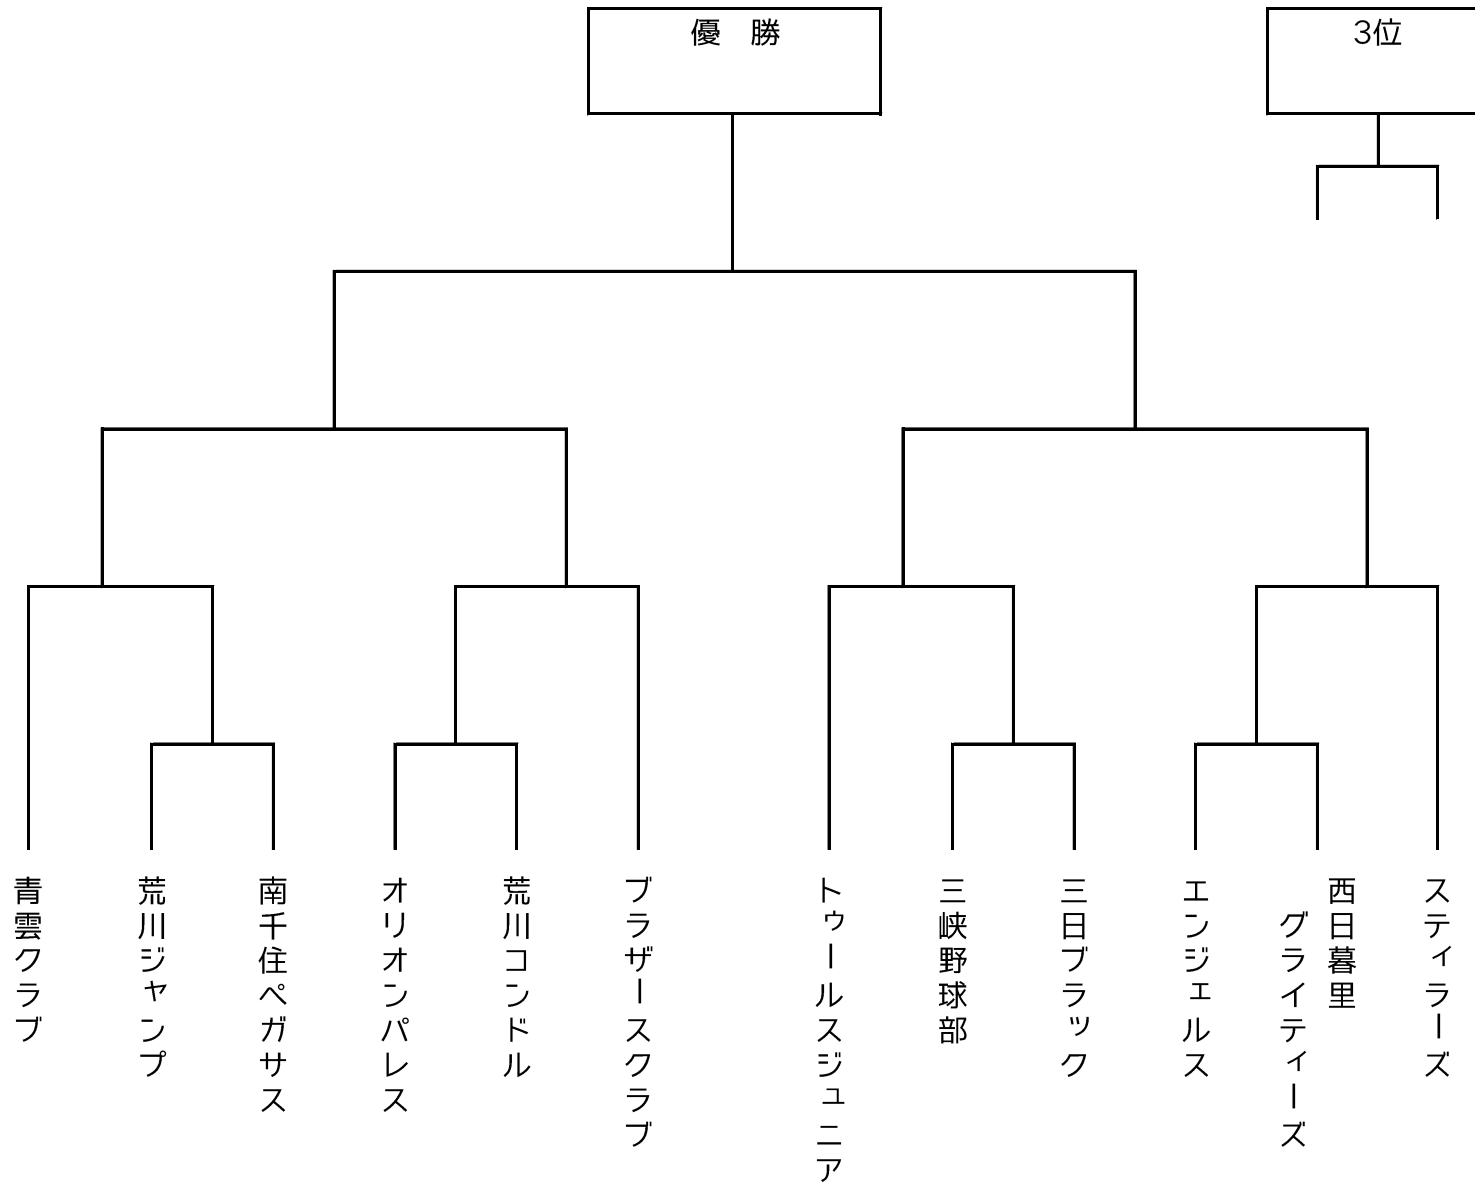 優　勝
3位
青雲クラブ
荒川ジャンプ
南千住ペガサス
オリオンパレス
荒川コンドル
ブラザースクラブ
トゥールスジュニア
三峡野球部
三日ブラック
エンジェルス
西日暮里
グライティーズ
スティラーズ